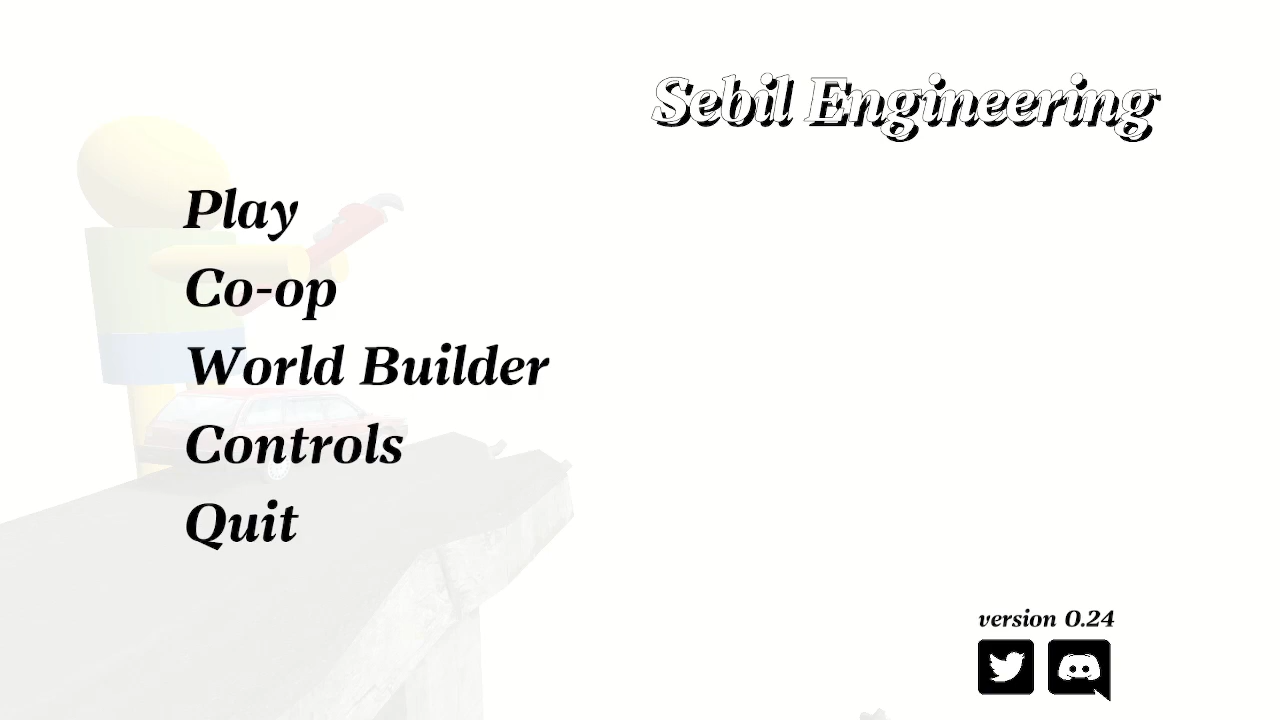 Sebil Engineering
Play
Co-op
World Builder
Controls
Quit
version 0.24